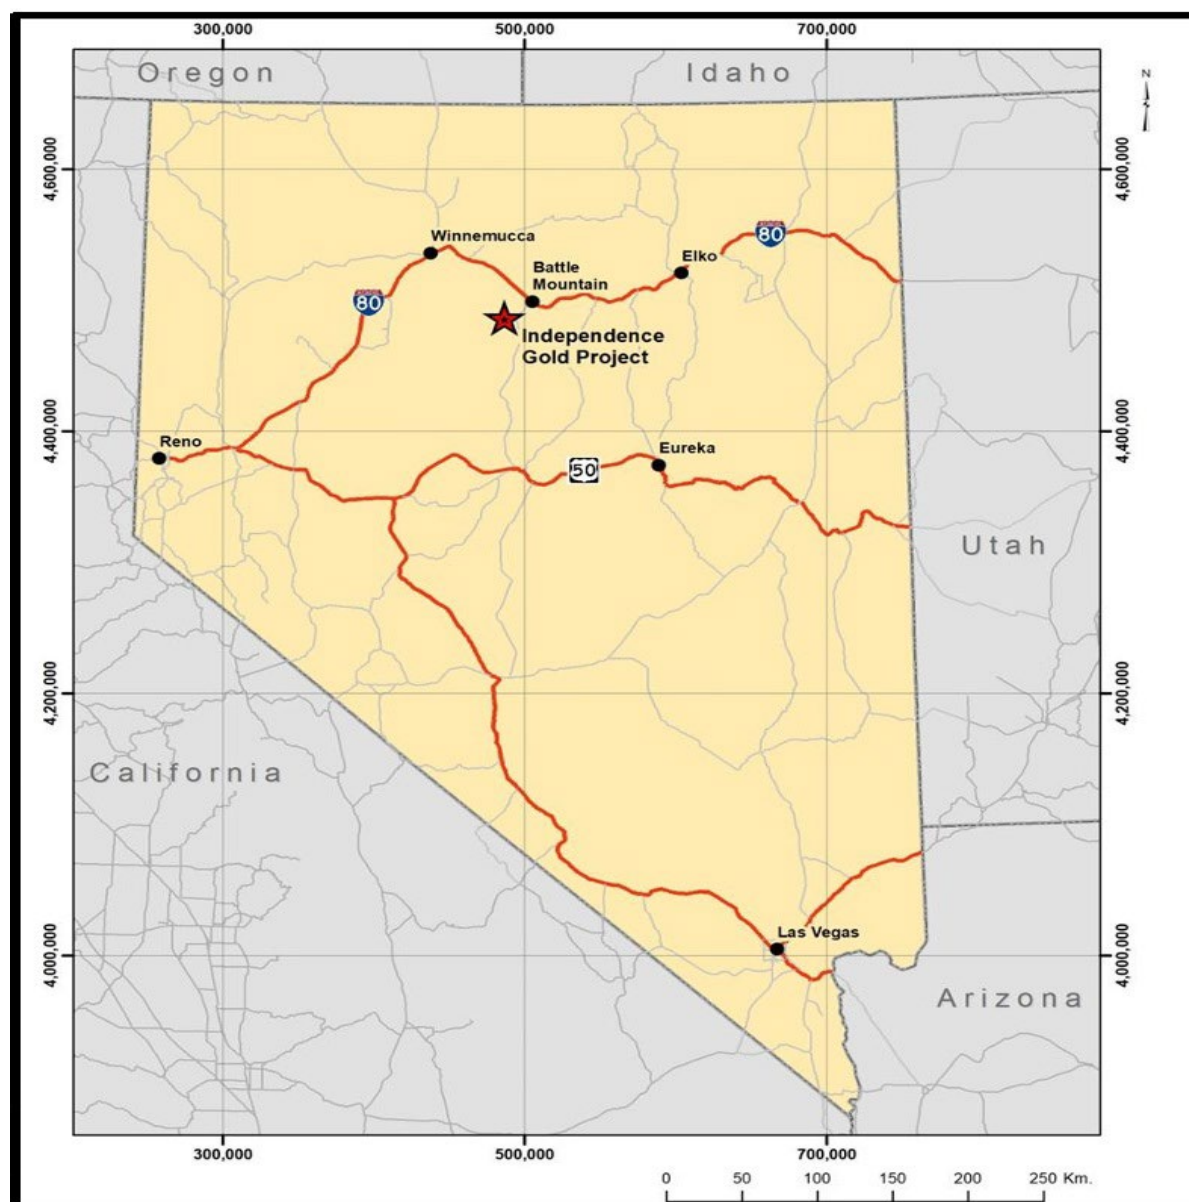 300,000
500,000
700,000
Oregon
Idaho
N
4,600,000
4,600,000
Winnemucca
80
Elko
Battle
Mountain
80
Independence
Gold Project
Reno
4,400,000
4,400,000
Eureka
50
Utah
4,200,000
4,200,000
California
Las Vegas
4,000,000
4,000,000
Arizona
300,000
500,000
700,000
0 50 100 150 200 250 Km.